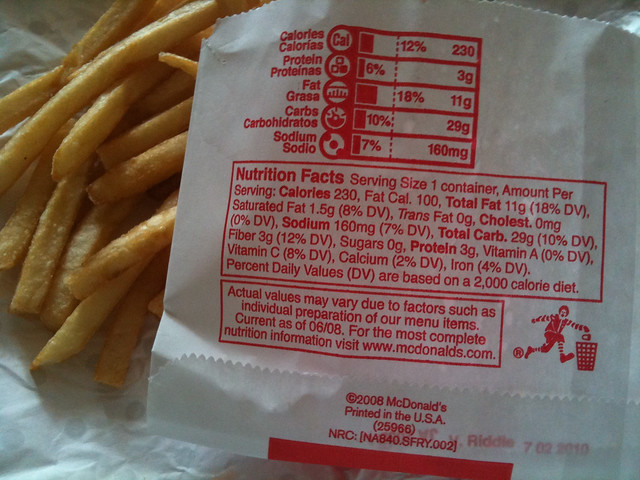 Calories
Calorías Cal 12% 230
Protein
Proteínas 6% 3g
Fat
Grasa 18% 11g
Carbs
Carbohidratos 10% 29g
Sodium
Sodio 7% 160mg
Nutrition Facts Serving Size 1 container, Amount Per
Serving: Calories 230, Fat Cal. 100, Total Fat 11g (18% DV),
Saturated Fat 1.5g (8% DV), Trans Fat 0g, Cholest. 0mg
(0% DV), Sodium 160mg (7% DV), Total Carb. 29g (10% DV),
Fiber 3g (12% DV), Sugars 0g, Protein 3g, Vitamin A (0% DV),
Vitamin C (8% DV), Calcium (2% DV), Iron (4% DV).
Percent Daily Values (DV) are based on a 2,000 calorie diet.
Actual values may vary due to factors such as
individual preparation of our menu items.
Current as of 06/08. For the most complete
nutrition information visit www.mcdonalds.com.
®
©2008 McDonald's
Printed in the U.S.A.
(25966)
NRC: [NA840.SFRY.002]
V. Riddle 7 02 2010